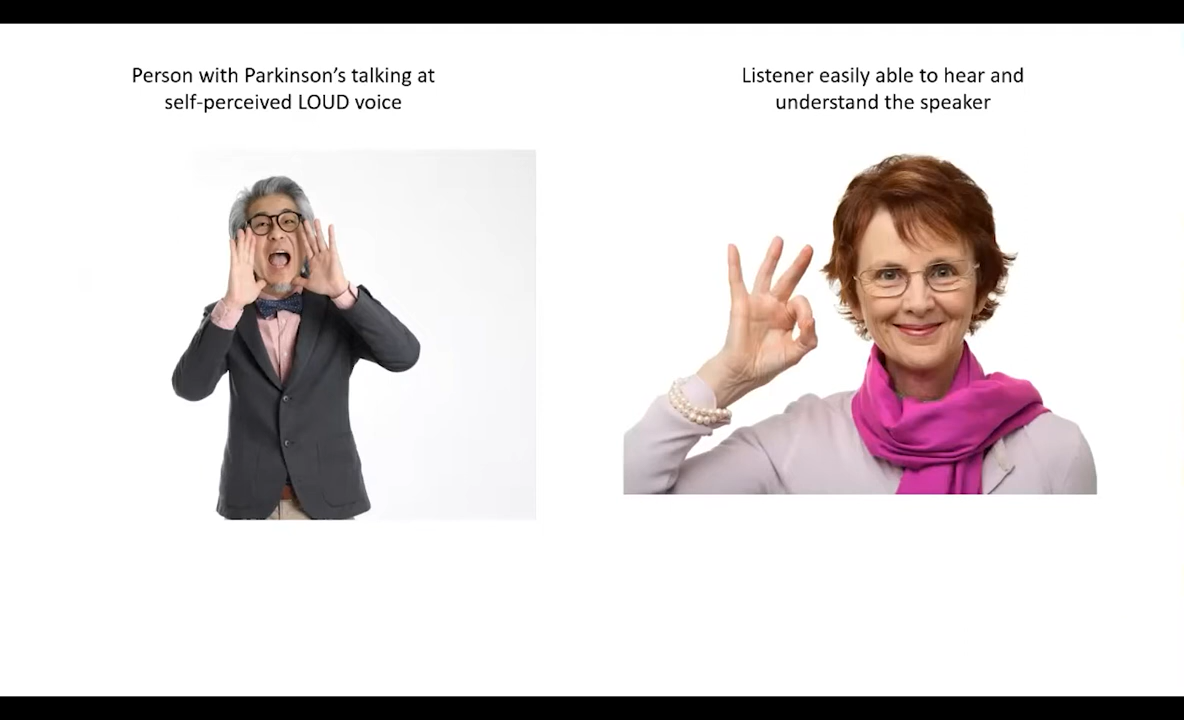 Person with Parkinson’s talking at
self-perceived LOUD voice
Listener easily able to hear and
understand the speaker